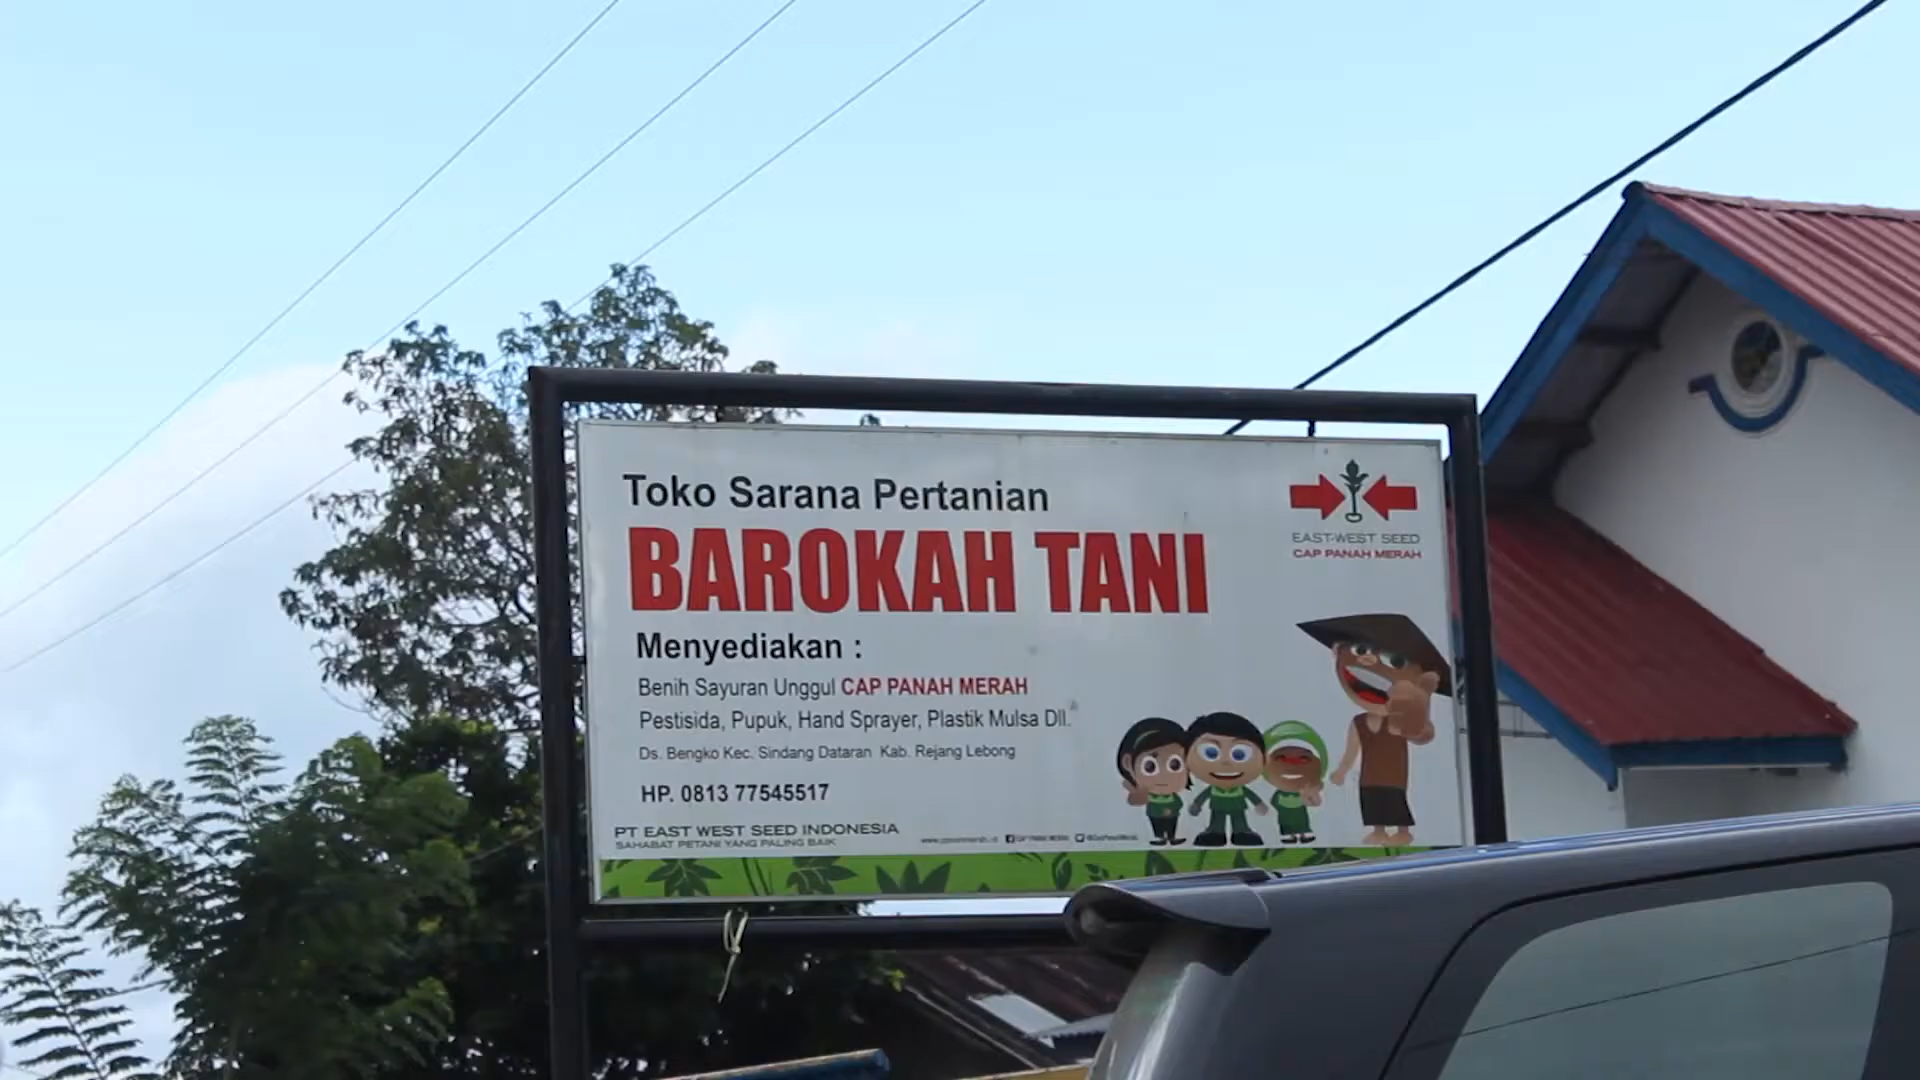 Toko Sarana Pertanian
BAROKAH TANI
Menyediakan :
Benih Sayuran Unggul CAP PANAH MERAH
Pestisida, Pupuk, Hand Sprayer, Plastik Mulsa Dll.
Ds. Bengko Kec. Sindang Dataran Kab. Rejang Lebong
HP. 0813 77545517
PT EAST WEST SEED INDONESIA
SAHABAT PETANI YANG PALING BAIK
EAST-WEST SEED
CAP PANAH MERAH